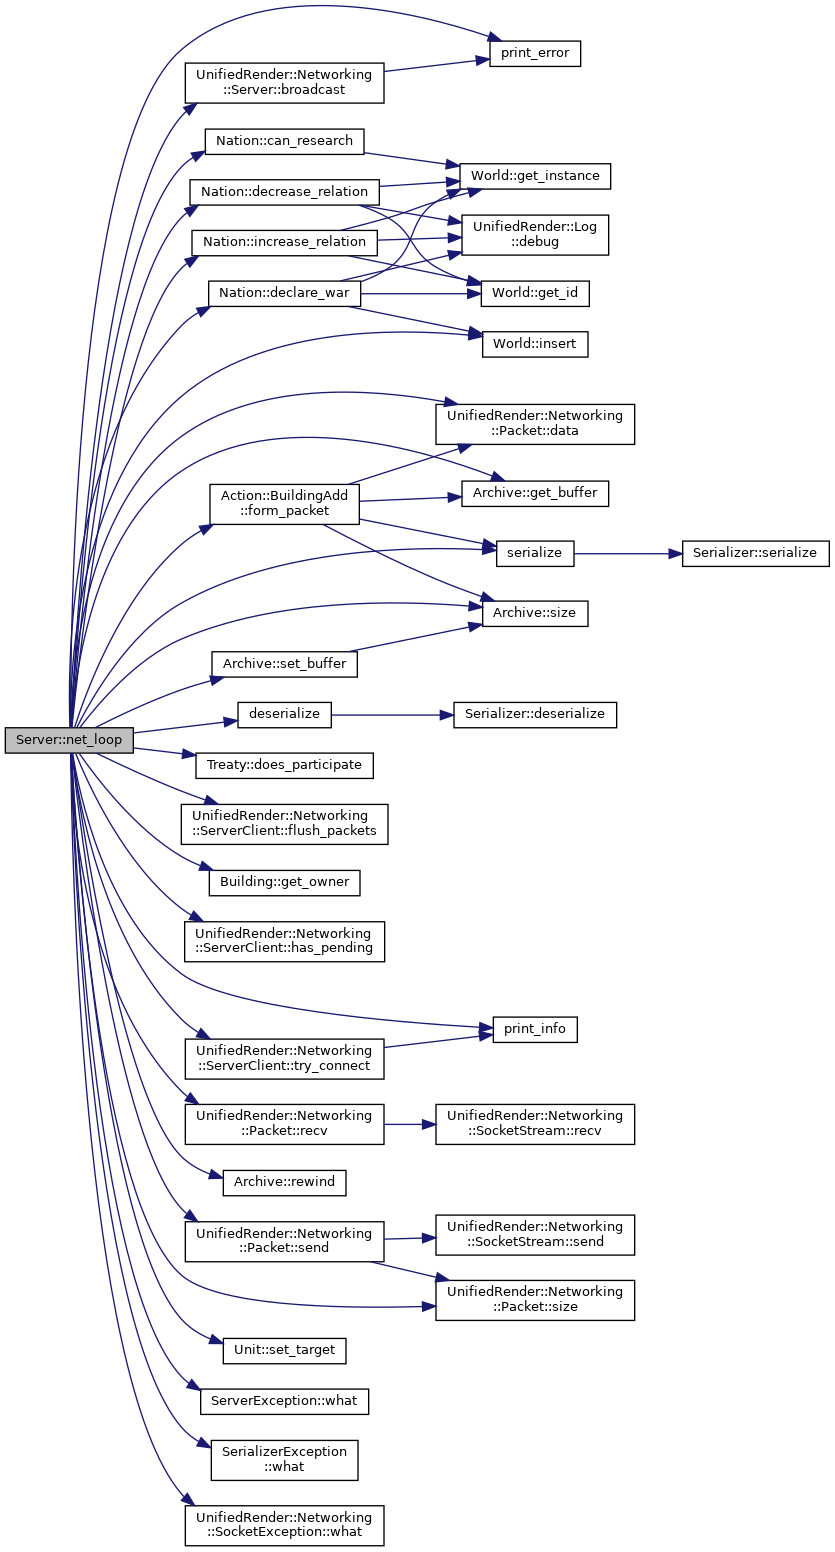 print_error
UnifiedRender::Networking
::Server::broadcast
Nation::can_research
World::get_instance
Nation::decrease_relation
UnifiedRender::Log
::debug
Nation::increase_relation
World::get_id
Nation::declare_war
World::insert
UnifiedRender::Networking
::Packet::data
Action::BuildingAdd
::form_packet
Archive::get_buffer
serialize
Serializer::serialize
Archive::size
Archive::set_buffer
deserialize
Serializer::deserialize
Server::net_loop
Treaty::does_participate
UnifiedRender::Networking
::ServerClient::flush_packets
Building::get_owner
UnifiedRender::Networking
::ServerClient::has_pending
print_info
UnifiedRender::Networking
::ServerClient::try_connect
UnifiedRender::Networking
::Packet::recv
UnifiedRender::Networking
::SocketStream::recv
Archive::rewind
UnifiedRender::Networking
::Packet::send
UnifiedRender::Networking
::SocketStream::send
UnifiedRender::Networking
::Packet::size
Unit::set_target
ServerException::what
SerializerException
::what
UnifiedRender::Networking
::SocketException::what